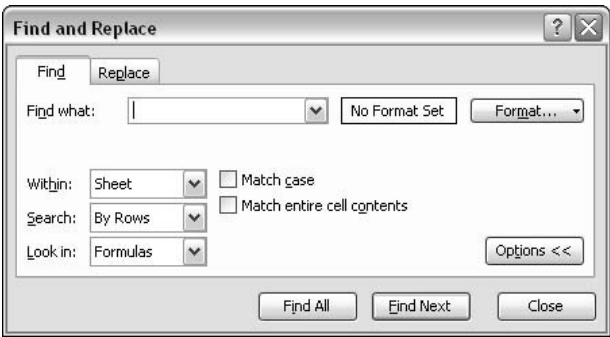 Find and Replace
Find Replace
Find what: No Format Set Format...
Within: Sheet Match case
Match entire cell contents
Search: By Rows
Look in: Formulas Options <<
Find All Find Next Close